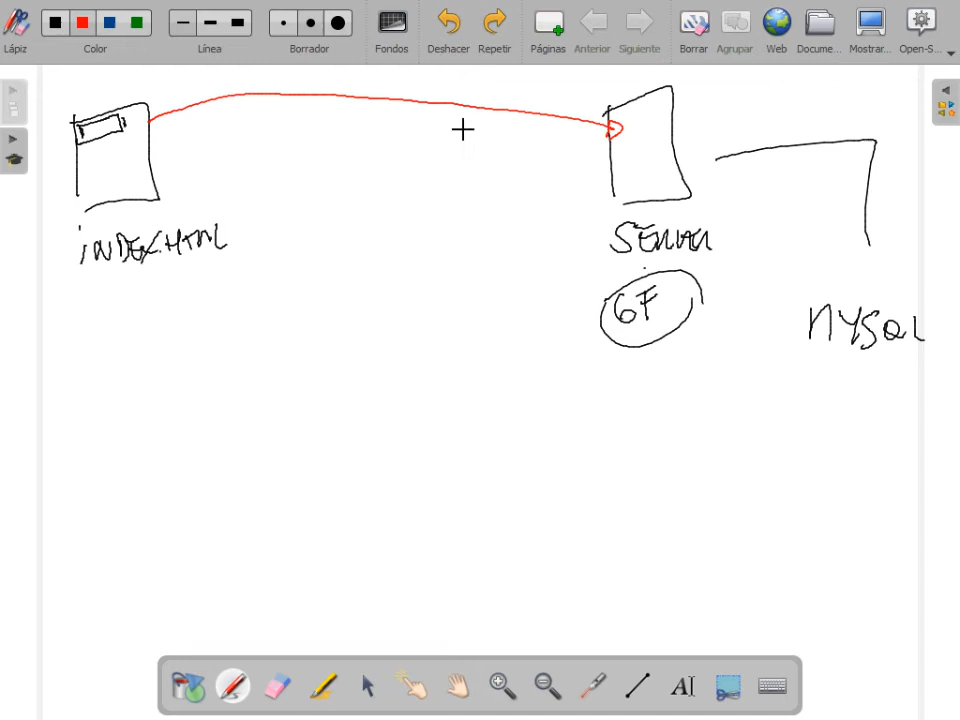 Lápiz
Color
Línea
Borrador
Fondos
Deshacer
Repetir
Páginas
Anterior
Siguiente
Borrar
Agrupar
Web
Docume...
Mostrar...
Open-S...
INDEX.HTML
SERVER
GF
MYSQL